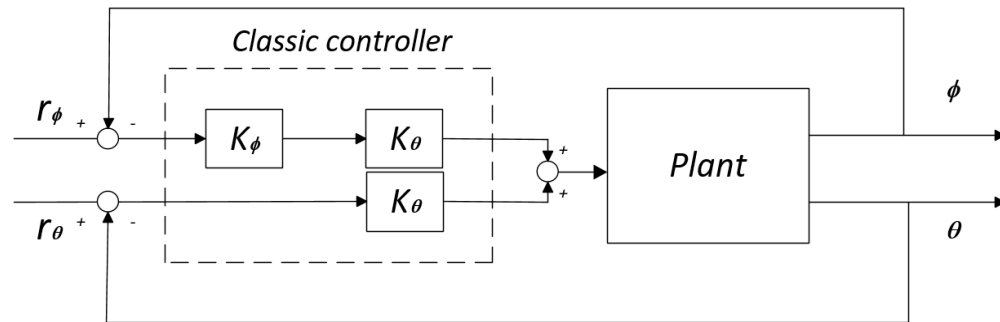 Classic controller
ϕ
r_ϕ + -
K_ϕ
K_θ
+
Plant
K_θ
+
r_θ + -
θ